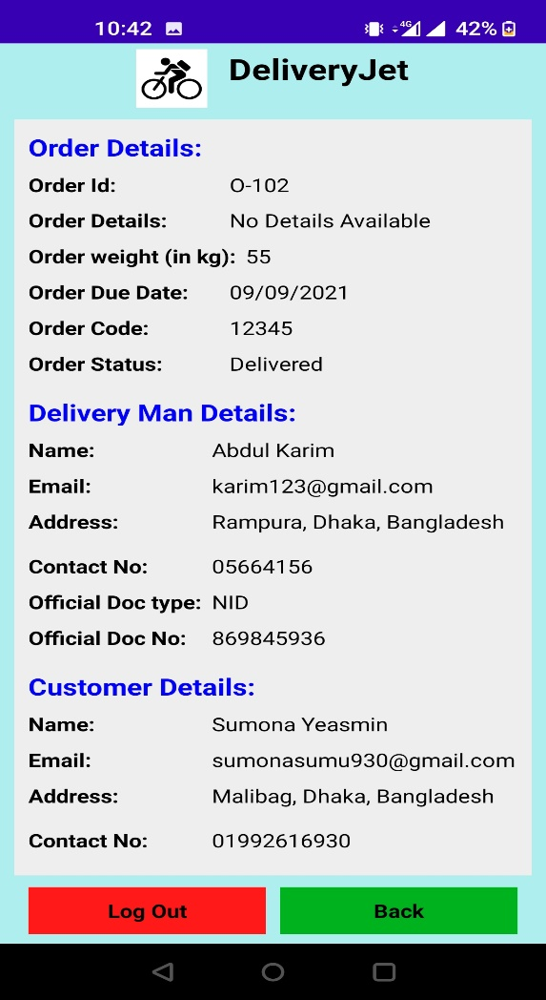 10:42 4G 42%
DeliveryJet
Order Details:
Order Id: O-102
Order Details: No Details Available
Order weight (in kg): 55
Order Due Date: 09/09/2021
Order Code: 12345
Order Status: Delivered
Delivery Man Details:
Name: Abdul Karim
Email: karim123@gmail.com
Address: Rampura, Dhaka, Bangladesh
Contact No: 05664156
Official Doc type: NID
Official Doc No: 869845936
Customer Details:
Name: Sumona Yeasmin
Email: sumonasumu930@gmail.com
Address: Malibag, Dhaka, Bangladesh
Contact No: 01992616930
Log Out Back